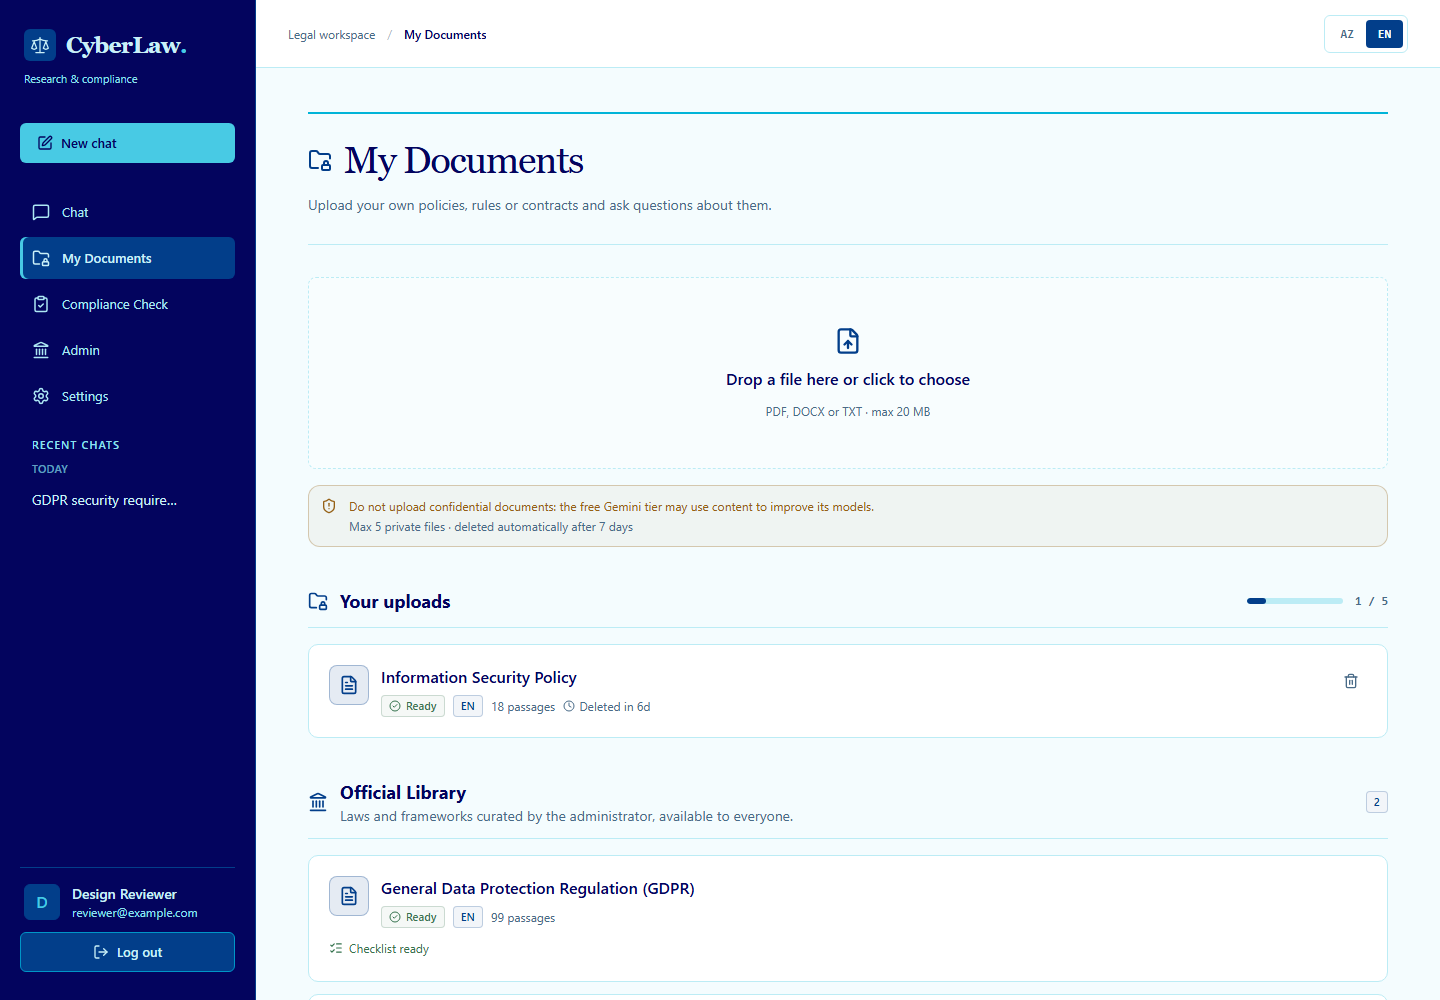 CyberLaw.
Research & compliance
New chat
Chat
My Documents
Compliance Check
Admin
Settings
RECENT CHATS
TODAY
GDPR security require...
D
Design Reviewer
reviewer@example.com
Log out
Legal workspace / My Documents
AZ EN
My Documents
Upload your own policies, rules or contracts and ask questions about them.
Drop a file here or click to choose
PDF, DOCX or TXT · max 20 MB
Do not upload confidential documents: the free Gemini tier may use content to improve its models.
Max 5 private files · deleted automatically after 7 days
Your uploads
1 / 5
Information Security Policy
Ready EN 18 passages Deleted in 6d
Official Library
Laws and frameworks curated by the administrator, available to everyone.
2
General Data Protection Regulation (GDPR)
Ready EN 99 passages
Checklist ready